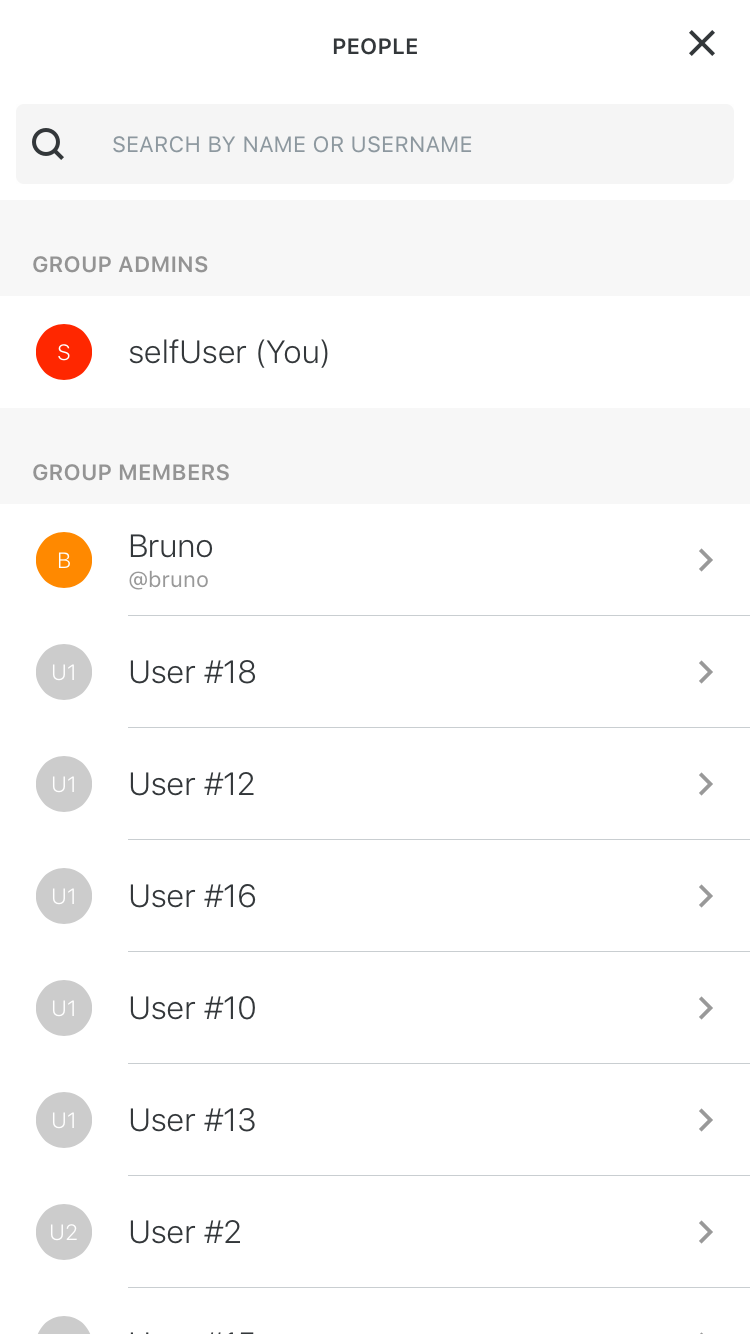 PEOPLE
SEARCH BY NAME OR USERNAME
GROUP ADMINS
S
selfUser (You)
GROUP MEMBERS
B
Bruno
@bruno
U1
User #18
U1
User #12
U1
User #16
U1
User #10
U1
User #13
U2
User #2